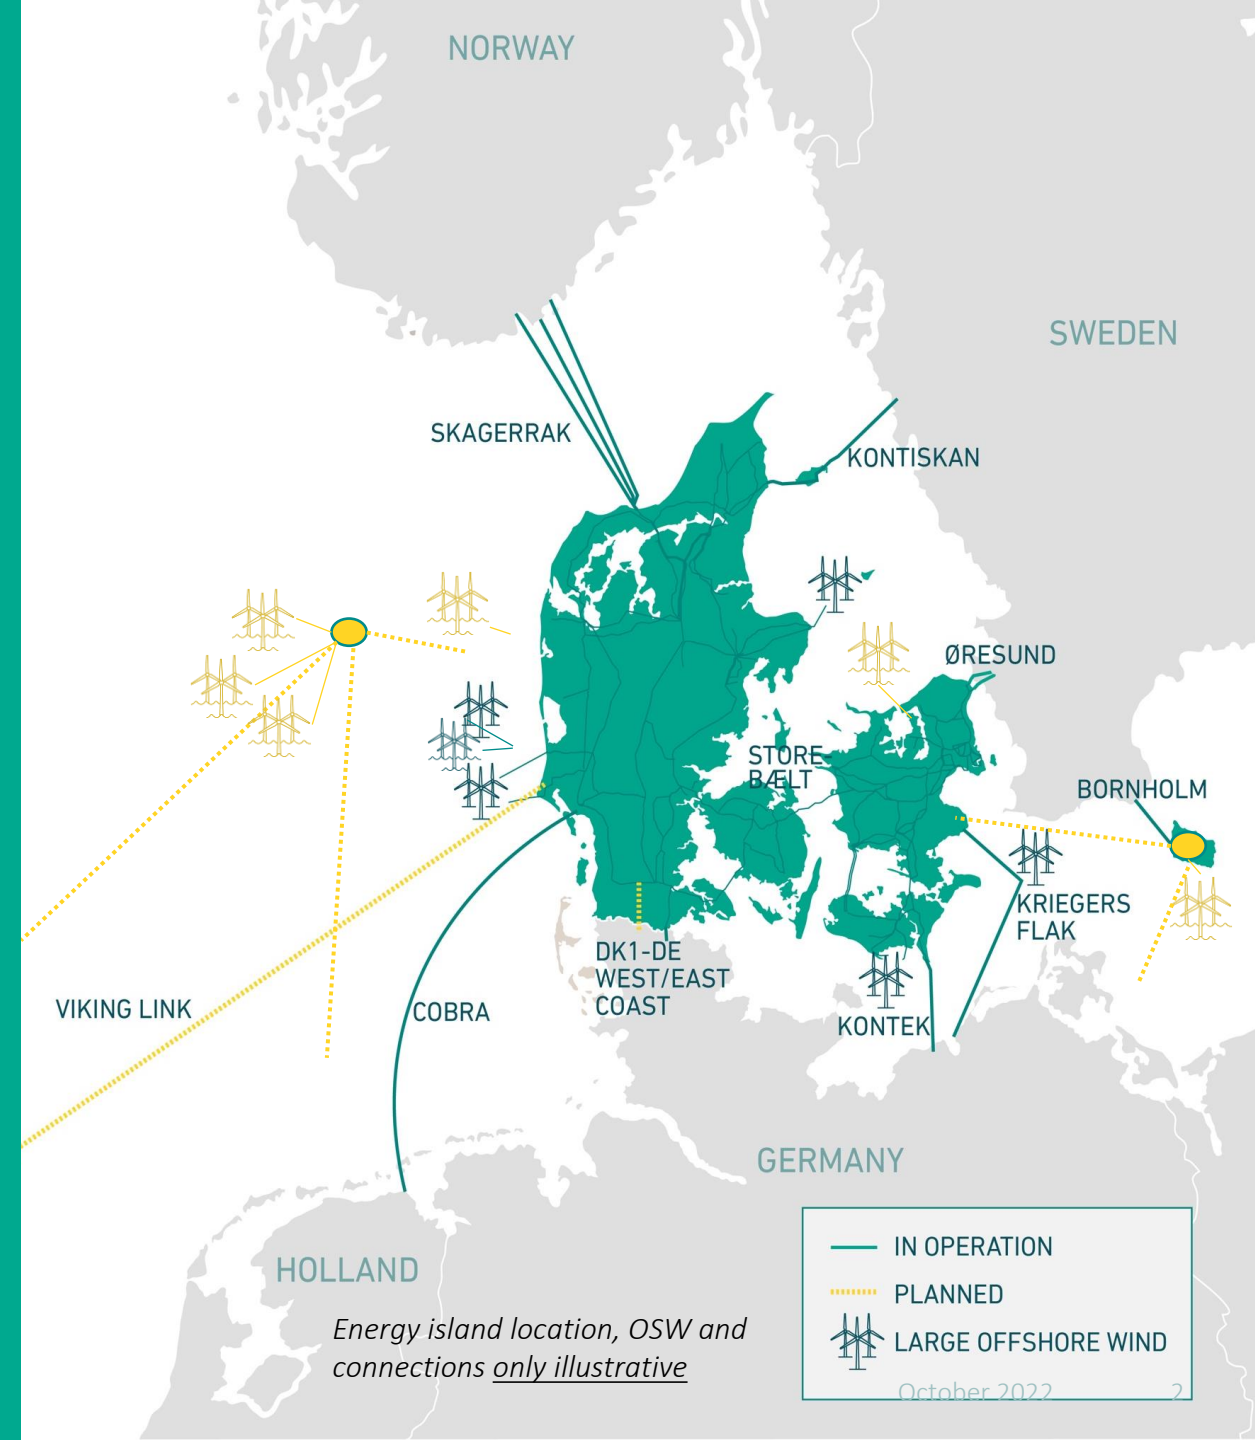 NORWAY
SWEDEN
SKAGERRAK
KONTISKAN
ØRESUND
STORE-
BÆLT
BORNHOLM
KRIEGERS
FLAK
DK1-DE
WEST/EAST
COAST
VIKING LINK
COBRA
KONTEK
GERMANY
HOLLAND
IN OPERATION
PLANNED
LARGE OFFSHORE WIND
Energy island location, OSW and
connections only illustrative
October 2022 2